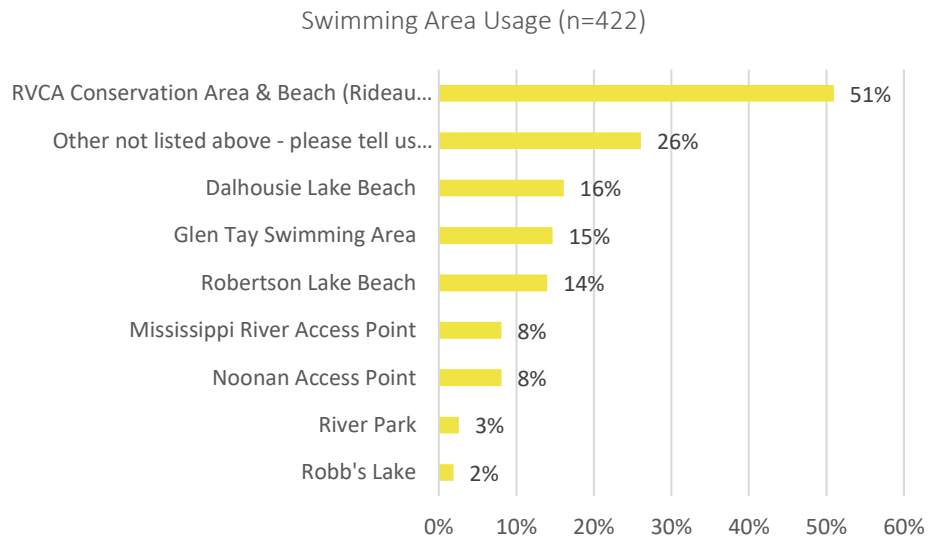 Swimming Area Usage (n=422)
RVCA Conservation Area & Beach (Rideau... 51%
Other not listed above - please tell us... 26%
Dalhousie Lake Beach 16%
Glen Tay Swimming Area 15%
Robertson Lake Beach 14%
Mississippi River Access Point 8%
Noonan Access Point 8%
River Park 3%
Robb's Lake 2%
0% 10% 20% 30% 40% 50% 60%